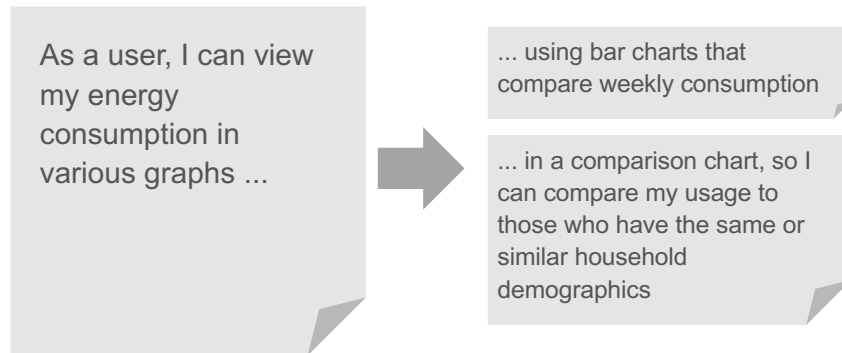 As a user, I can view
my energy
consumption in
various graphs ...
... using bar charts that
compare weekly consumption
... in a comparison chart, so I
can compare my usage to
those who have the same or
similar household
demographics